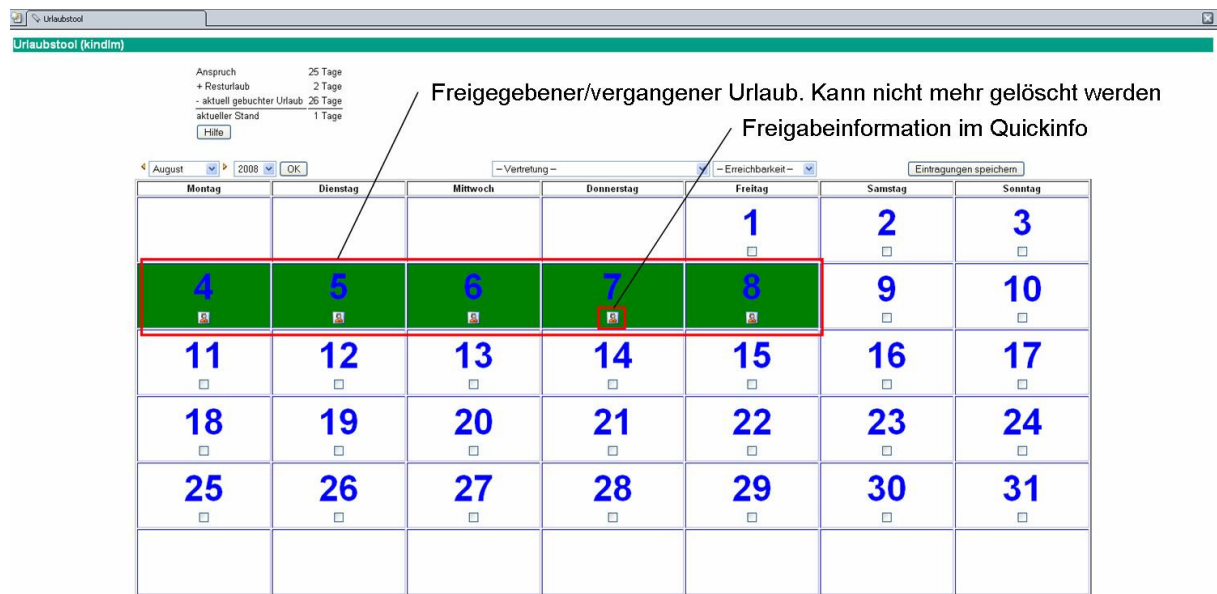 Urlaubstool
Urlaubstool (kindlm)
Anspruch 25 Tage
+ Resturlaub 2 Tage
- aktuell gebuchter Urlaub 26 Tage
aktueller Stand 1 Tage
Hilfe
Freigegebener/vergangener Urlaub. Kann nicht mehr gelöscht werden
Freigabeinformation im Quickinfo
August 2008 OK – Vertretung – – Erreichbarkeit – Eintragungen speichern
Montag Dienstag Mittwoch Donnerstag Freitag Samstag Sonntag
1 2 3
4 5 6 7 8 9 10
11 12 13 14 15 16 17
18 19 20 21 22 23 24
25 26 27 28 29 30 31